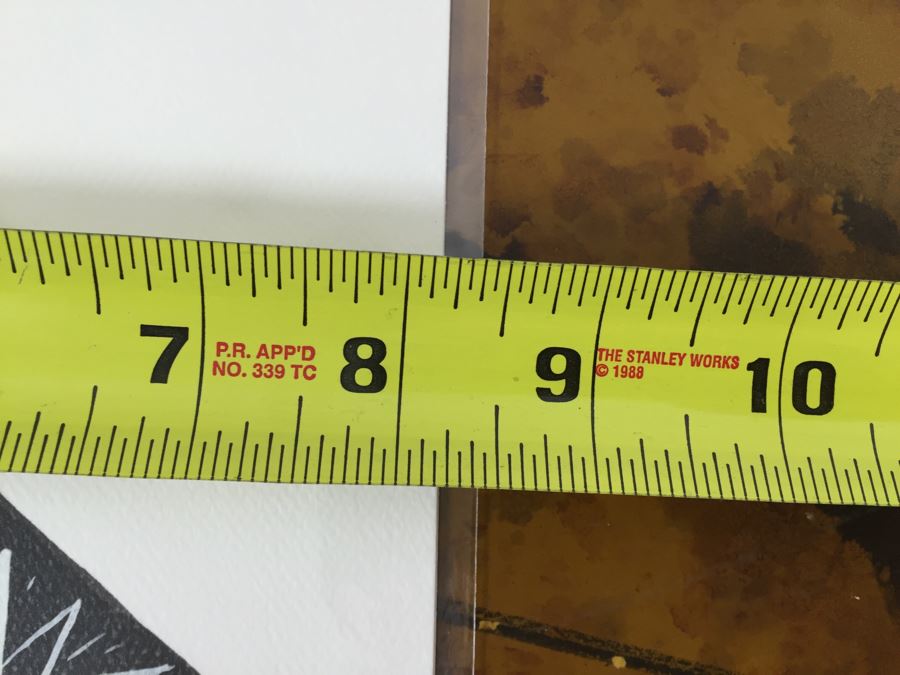 7 P.R. APP'D 8 9 THE STANLEY WORKS 10
NO. 339 TC © 1988